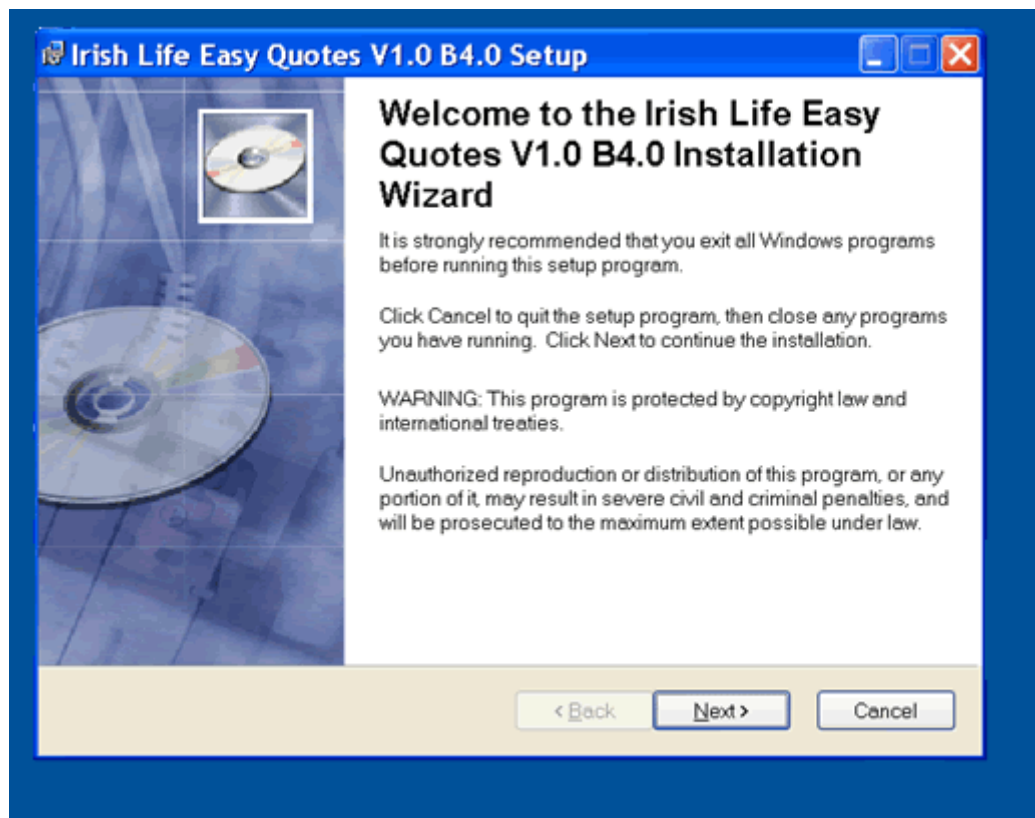 Irish Life Easy Quotes V1.0 B4.0 Setup
Welcome to the Irish Life Easy
Quotes V1.0 B4.0 Installation
Wizard
It is strongly recommended that you exit all Windows programs
before running this setup program.
Click Cancel to quit the setup program, then close any programs
you have running.  Click Next to continue the installation.
WARNING: This program is protected by copyright law and
international treaties.
Unauthorized reproduction or distribution of this program, or any
portion of it, may result in severe civil and criminal penalties, and
will be prosecuted to the maximum extent possible under law.
< Back Next > Cancel